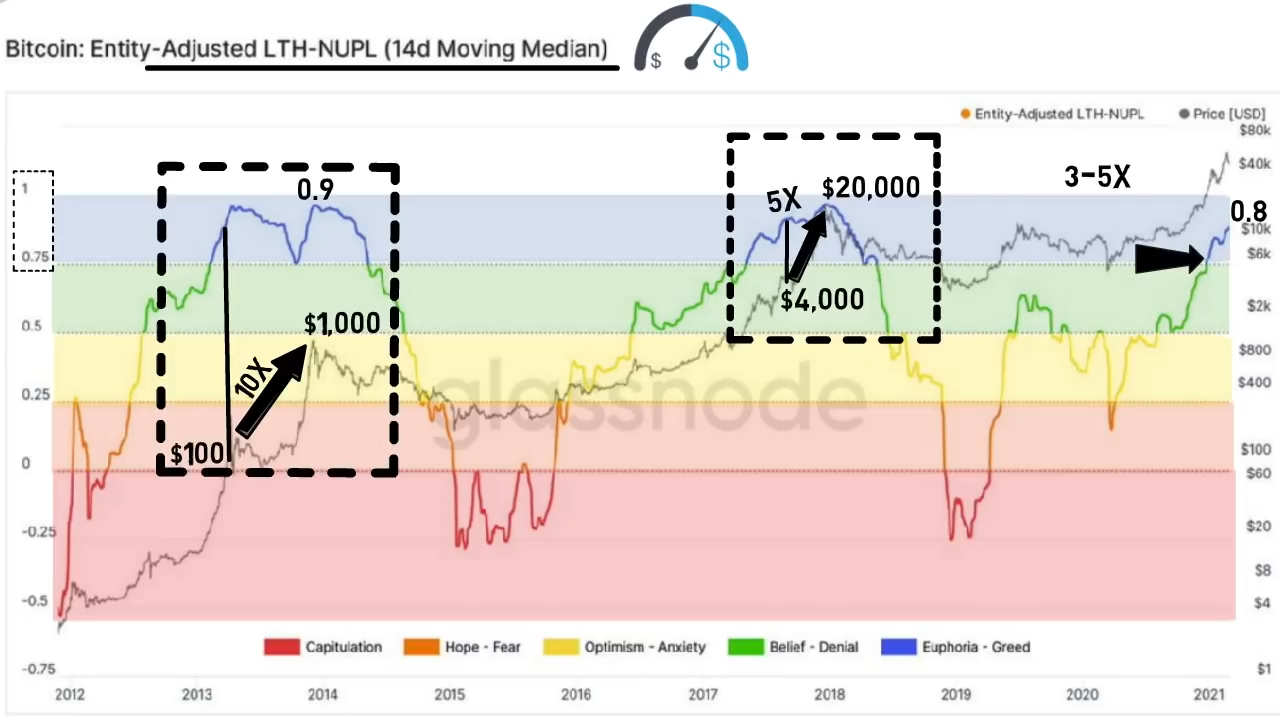 Bitcoin: Entity-Adjusted LTH-NUPL (14d Moving Median)
$ $
Entity-Adjusted LTH-NUPL Price [USD]
$80k
$40k
3-5X
1
0.9
5X $20,000
0.8
$10k
0.75
$6k
$4,000
$2k
0.5
$1,000
$800
10X
0.25
$400
glassnode
$100
$100
0
$60
-0.25
$20
$8
-0.5
$4
Capitulation Hope - Fear Optimism - Anxiety Belief - Denial Euphoria - Greed
-0.75
$1
2012 2013 2014 2015 2016 2017 2018 2019 2020 2021